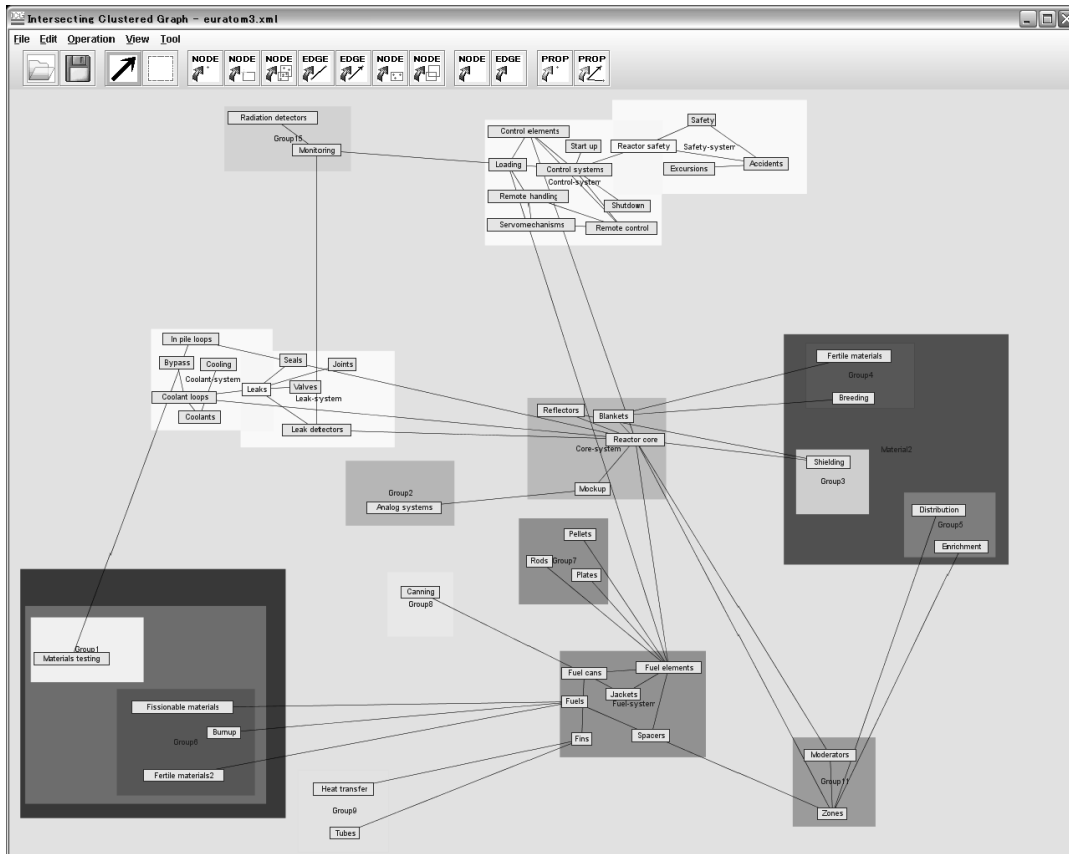 Intersecting Clustered Graph - euratom3.xml
File Edit Operation View Tool
NODE NODE NODE EDGE EDGE NODE NODE NODE EDGE PROP PROP
Radiation detectors
Group15
Monitoring
Control elements
Start up
Loading
Control systems
Control-systerr
Remote handling
Shutdown
Servomechanisms
Remote control
Safety
Reactor safety
Safety-systerr
Excursions
Accidents
In pile loops
Bypass
Cooling
Coolant-system
Coolant loops
Coolants
Seals
Joints
Leaks
Valves
Leak-system
Leak detectors
Reflectors
Blankets
Reactor core
Core-system
Mockup
Group2
Analog systems
Fertile materials
Group4
Breeding
Material2
Shielding
Group3
Distribution
Group5
Enrichment
Pellets
Rods
Group7
Plates
Canning
Group8
Group1
Materials testing
Fissionable materials
Burnup
Group6
Fertile materials2
Fuel cans
Fuel elements
Jackets
Fuels
Fuel-systerr
Fins
Spacers
Heat transfer
Group9
Tubes
Moderators
Group11
Zones